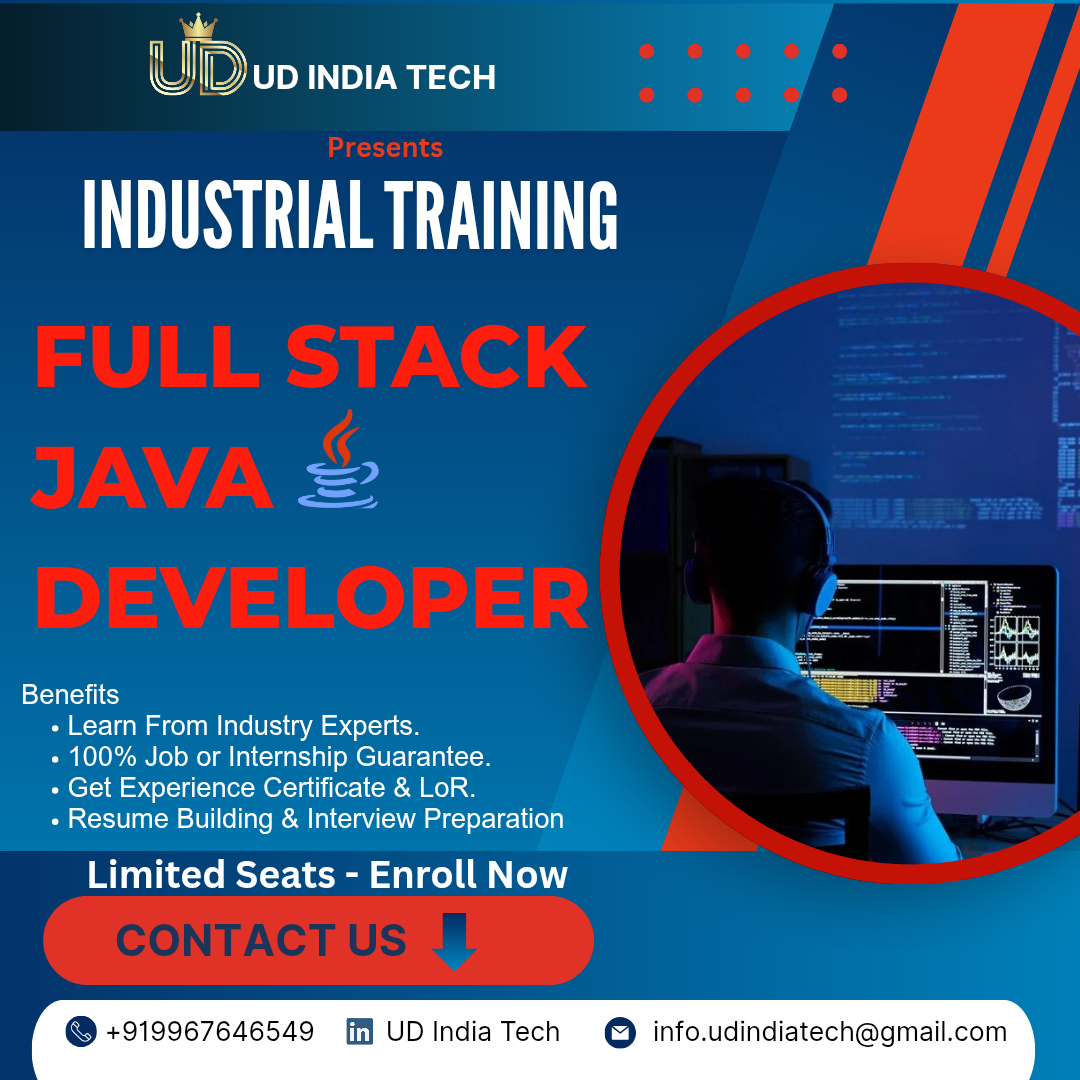 UD UD INDIA TECH
Presents
INDUSTRIAL TRAINING
FULL STACK
JAVA
DEVELOPER
Benefits
• Learn From Industry Experts.
• 100% Job or Internship Guarantee.
• Get Experience Certificate & LoR.
• Resume Building & Interview Preparation
Limited Seats - Enroll Now
CONTACT US
+919967646549 in UD India Tech info.udindiatech@gmail.com